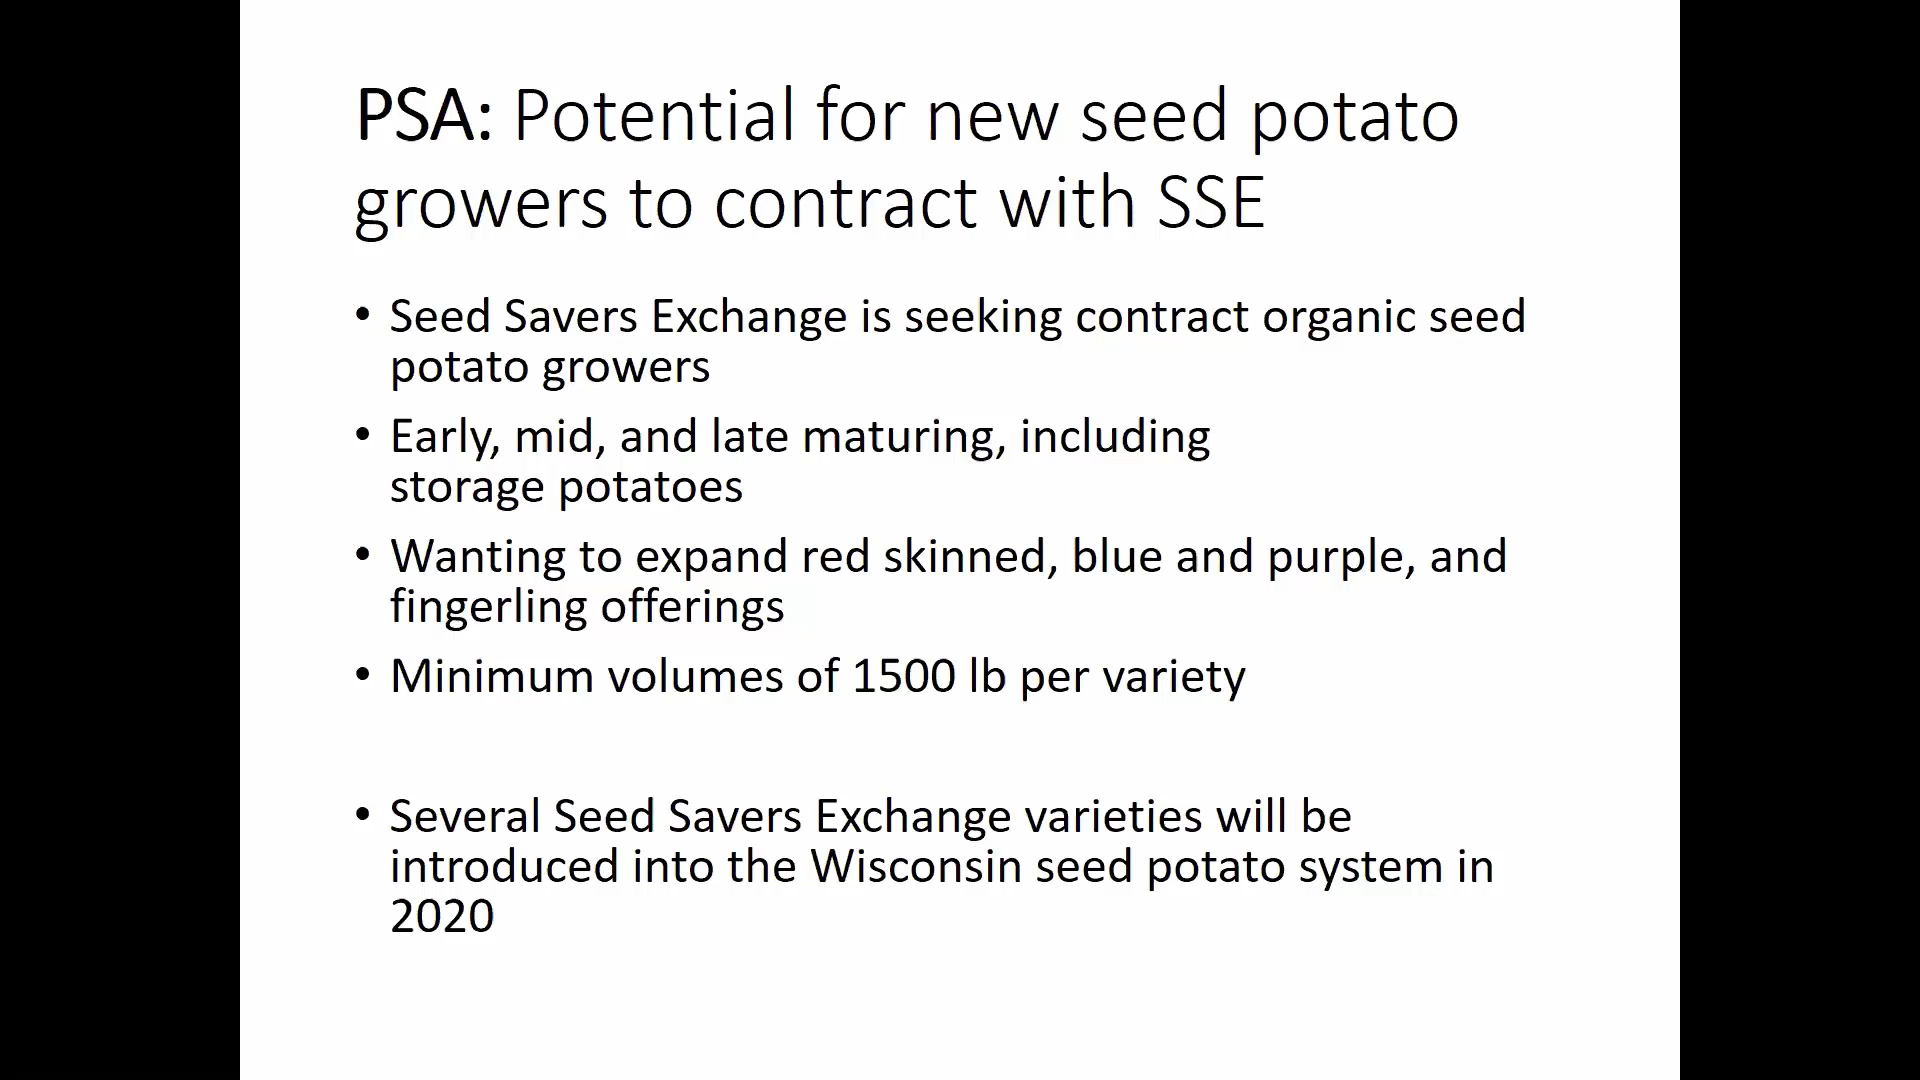 PSA: Potential for new seed potato
growers to contract with SSE
• Seed Savers Exchange is seeking contract organic seed
potato growers
• Early, mid, and late maturing, including
storage potatoes
• Wanting to expand red skinned, blue and purple, and
fingerling offerings
• Minimum volumes of 1500 lb per variety
• Several Seed Savers Exchange varieties will be
introduced into the Wisconsin seed potato system in
2020